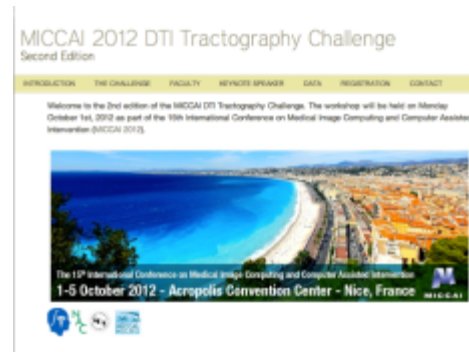 MICCAI 2012 DTI Tractography Challenge
Second Edition
INTRODUCTION THE CHALLENGE FACULTY KEYNOTE SPEAKER DATA REGISTRATION CONTACT
Welcome to the 2nd edition of the MICCAI DTI Tractography Challenge. The workshop will be held on Monday
October 1st, 2012 as part of the 15th International Conference on Medical Image Computing and Computer Assisted
Intervention (MICCAI 2012).
The 15th International Conference on Medical Image Computing and Computer Assisted Intervention
1-5 October 2012 - Acropolis Convention Center - Nice, France
MICCAI
NAC